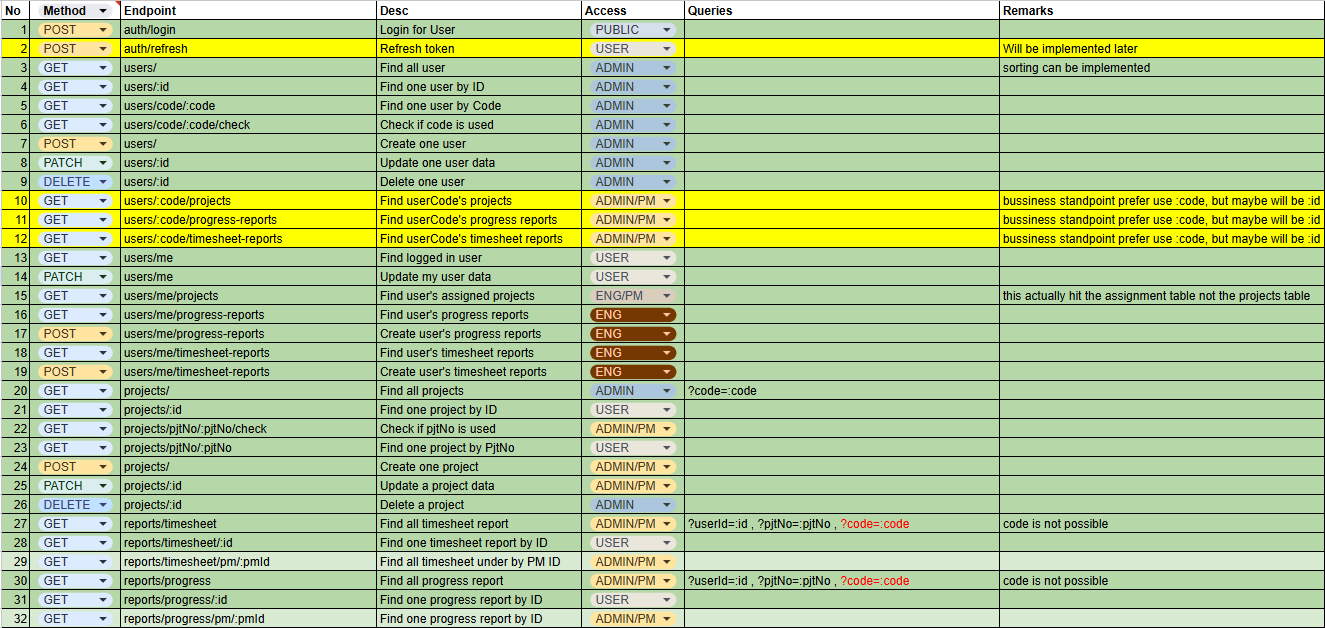 No Method Endpoint Desc Access Queries Remarks
1 POST auth/login Login for User PUBLIC
2 POST auth/refresh Refresh token USER Will be implemented later
3 GET users/ Find all user ADMIN sorting can be implemented
4 GET users/:id Find one user by ID ADMIN
5 GET users/code/:code Find one user by Code ADMIN
6 GET users/code/:code/check Check if code is used ADMIN
7 POST users/ Create one user ADMIN
8 PATCH users/:id Update one user data ADMIN
9 DELETE users/:id Delete one user ADMIN
10 GET users/:code/projects Find userCode's projects ADMIN/PM bussiness standpoint prefer use :code, but maybe will be :id
11 GET users/:code/progress-reports Find userCode's progress reports ADMIN/PM bussiness standpoint prefer use :code, but maybe will be :id
12 GET users/:code/timesheet-reports Find userCode's timesheet reports ADMIN/PM bussiness standpoint prefer use :code, but maybe will be :id
13 GET users/me Find logged in user USER
14 PATCH users/me Update my user data USER
15 GET users/me/projects Find user's assigned projects ENG/PM this actually hit the assignment table not the projects table
16 GET users/me/progress-reports Find user's progress reports ENG
17 POST users/me/progress-reports Create user's progress reports ENG
18 GET users/me/timesheet-reports Find user's timesheet reports ENG
19 POST users/me/timesheet-reports Create user's timesheet reports ENG
20 GET projects/ Find all projects ADMIN ?code=:code
21 GET projects/:id Find one project by ID USER
22 GET projects/pjtNo/:pjtNo/check Check if pjtNo is used ADMIN/PM
23 GET projects/pjtNo/:pjtNo Find one project by PjtNo USER
24 POST projects/ Create one project ADMIN/PM
25 PATCH projects/:id Update a project data ADMIN/PM
26 DELETE projects/:id Delete a project ADMIN
27 GET reports/timesheet Find all timesheet report ADMIN/PM ?userId=:id , ?pjtNo=:pjtNo , ?code=:code code is not possible
28 GET reports/timesheet/:id Find one timesheet report by ID USER
29 GET reports/timesheet/pm/:pmId Find all timesheet under by PM ID ADMIN/PM
30 GET reports/progress Find all progress report ADMIN/PM ?userId=:id , ?pjtNo=:pjtNo , ?code=:code code is not possible
31 GET reports/progress/:id Find one progress report by ID USER
32 GET reports/progress/pm/:pmId Find one progress report by ID ADMIN/PM